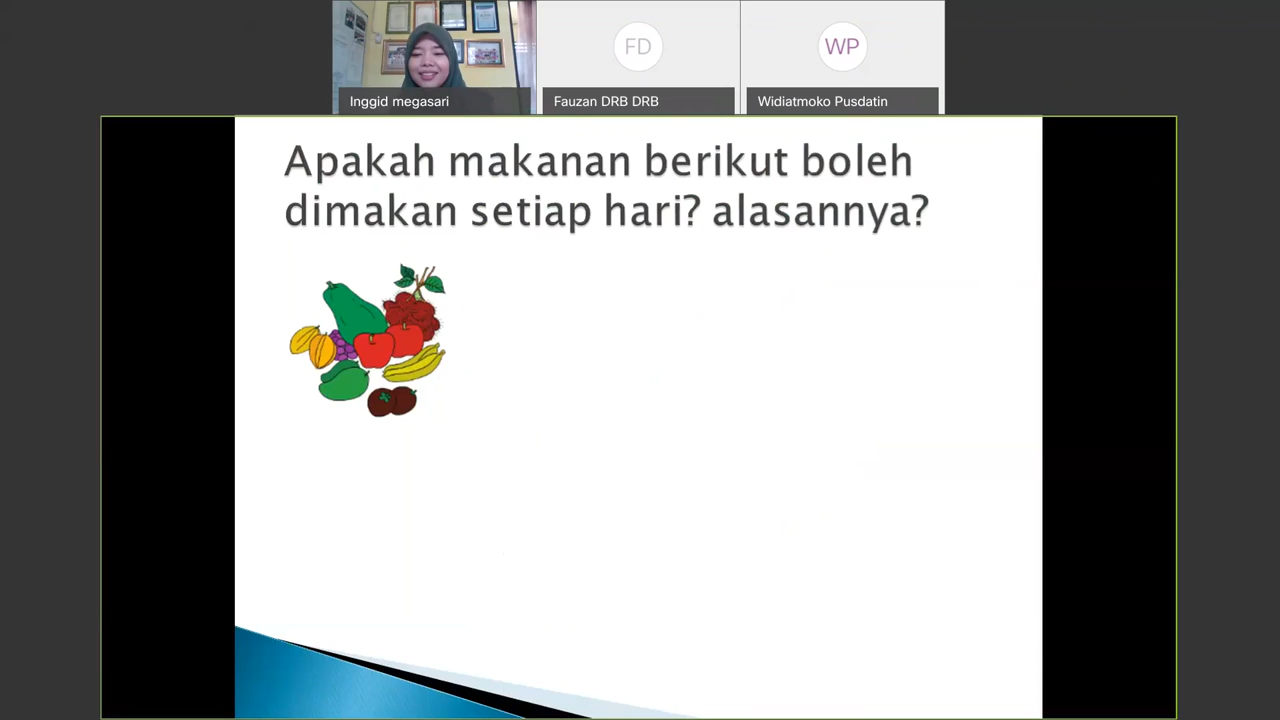 FD
WP
Inggid megasari
Fauzan DRB DRB
Widiatmoko Pusdatin
Apakah makanan berikut boleh
dimakan setiap hari? alasannya?